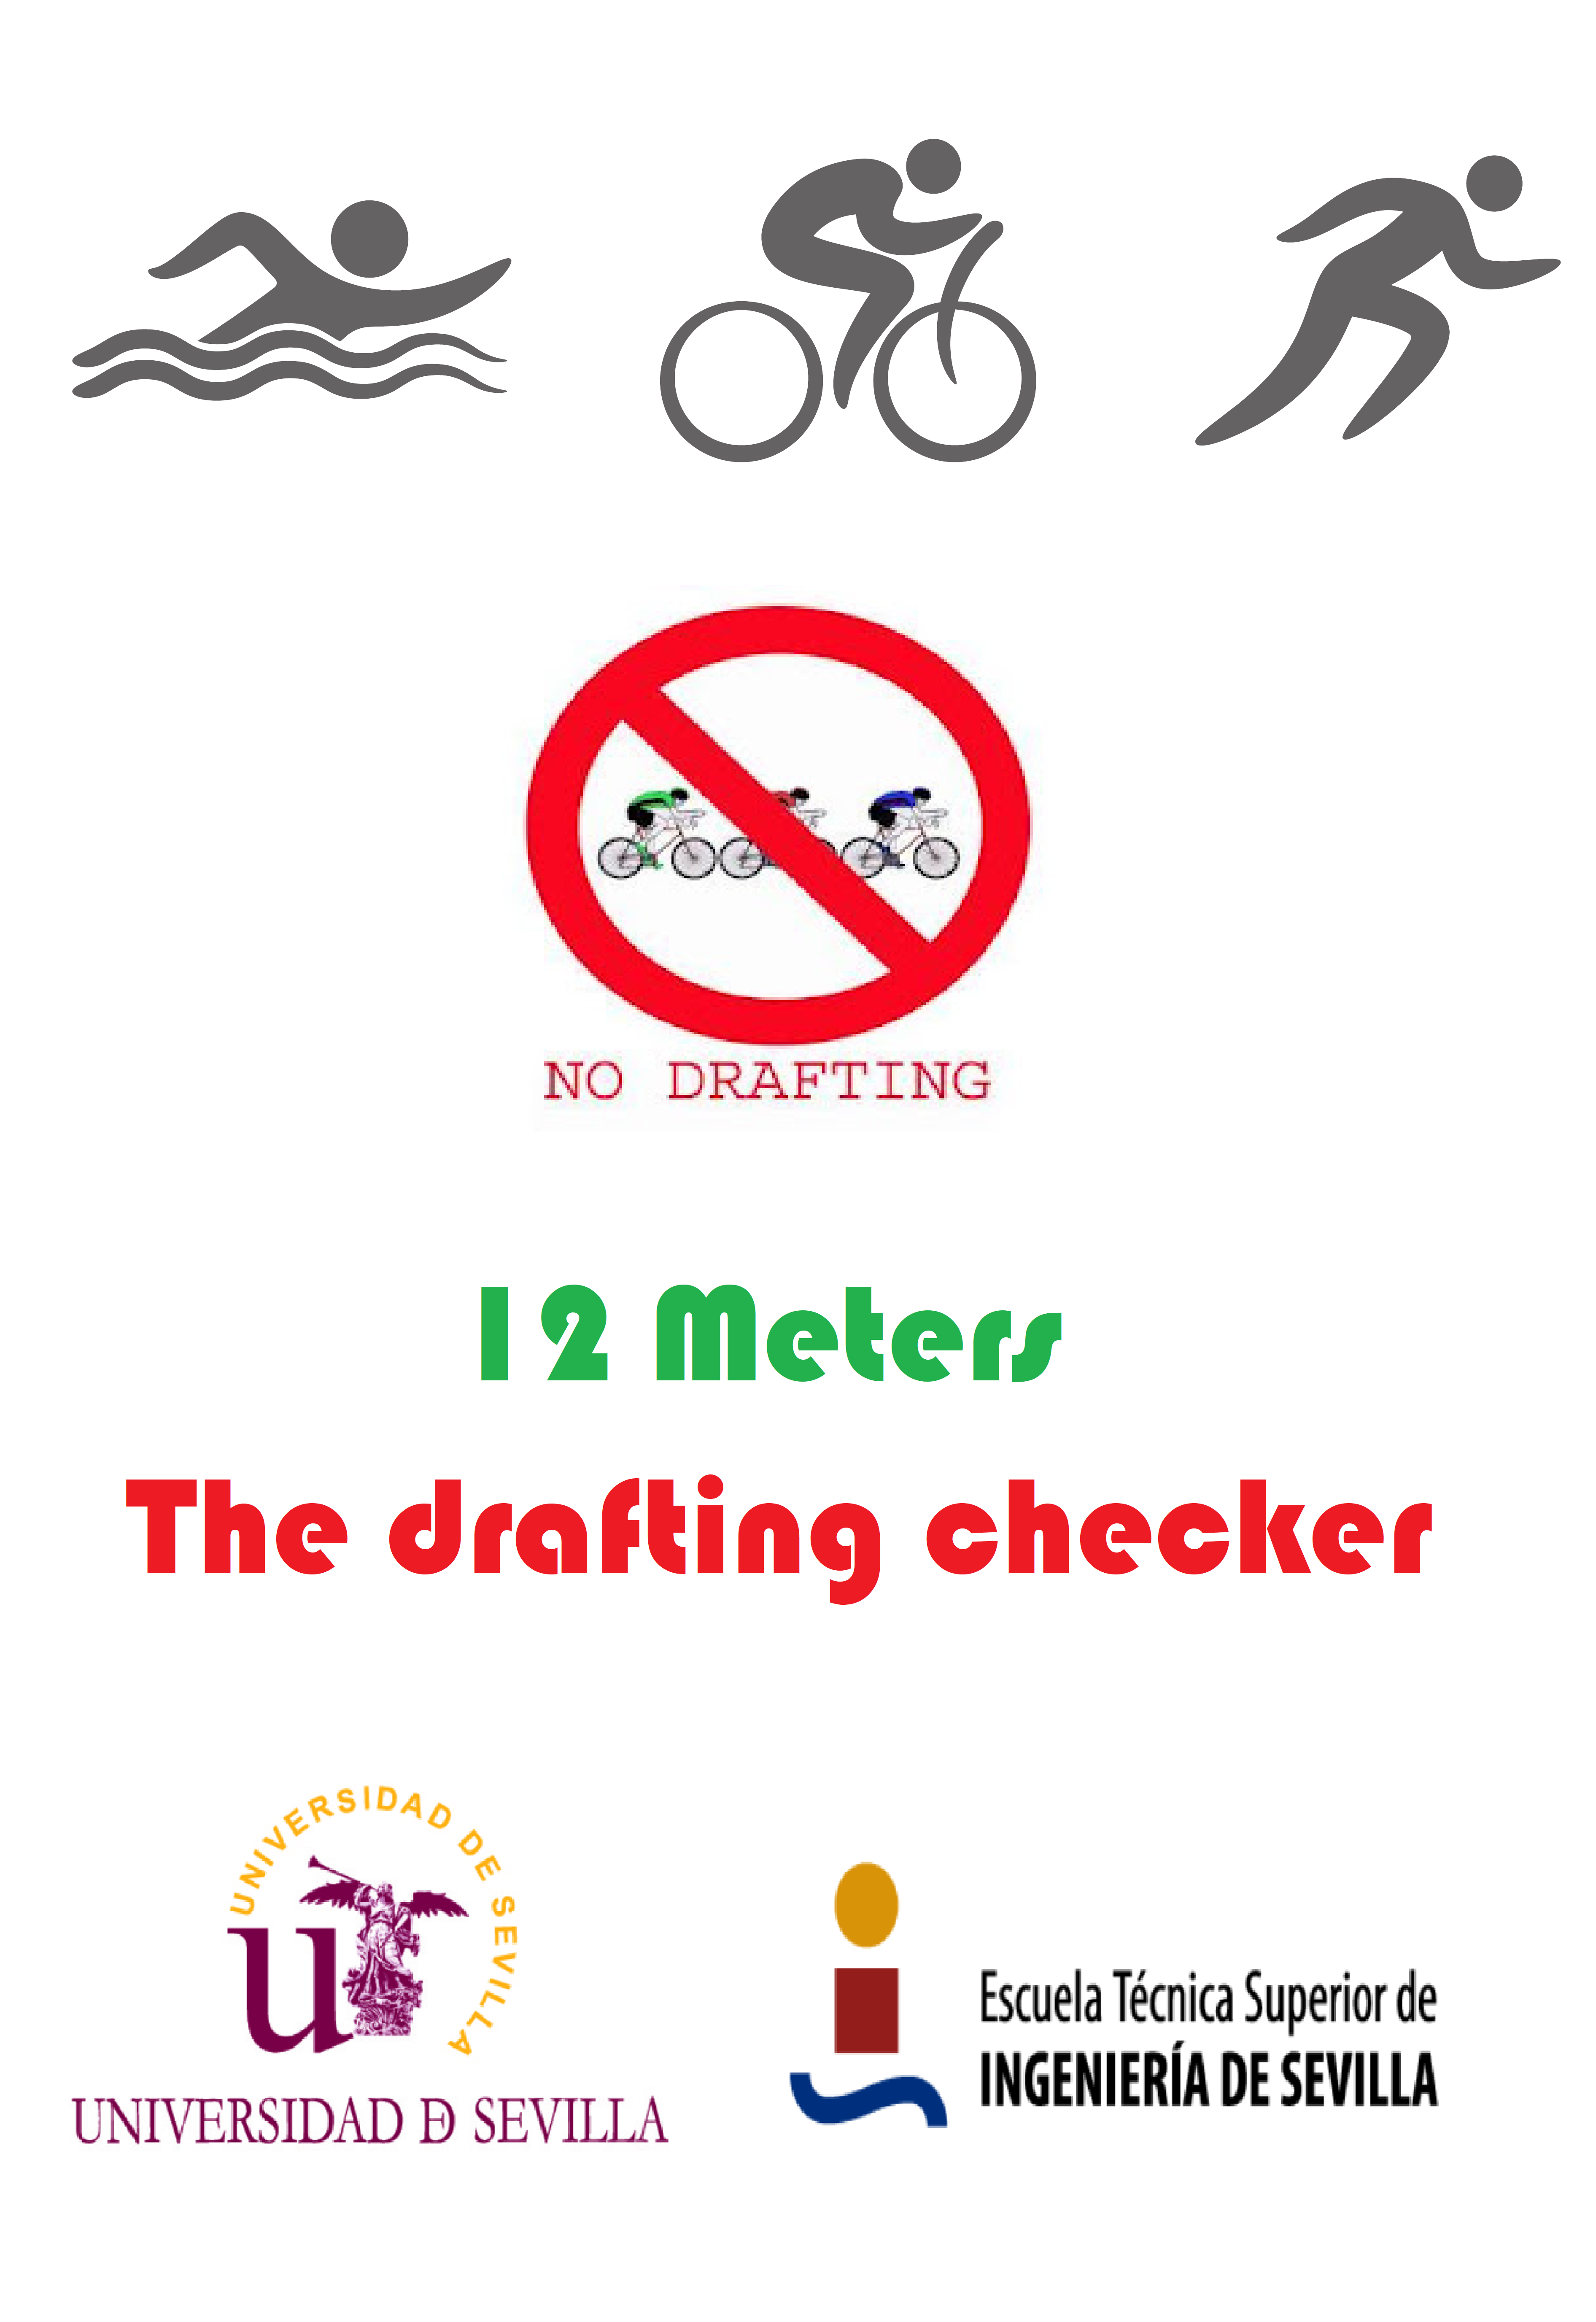 NO DRAFTING
12 Meters
The drafting checker
UNIVERSIDAD DE SEVILLA
u
UNIVERSIDAD DE SEVILLA
Escuela Técnica Superior de
INGENIERÍA DE SEVILLA